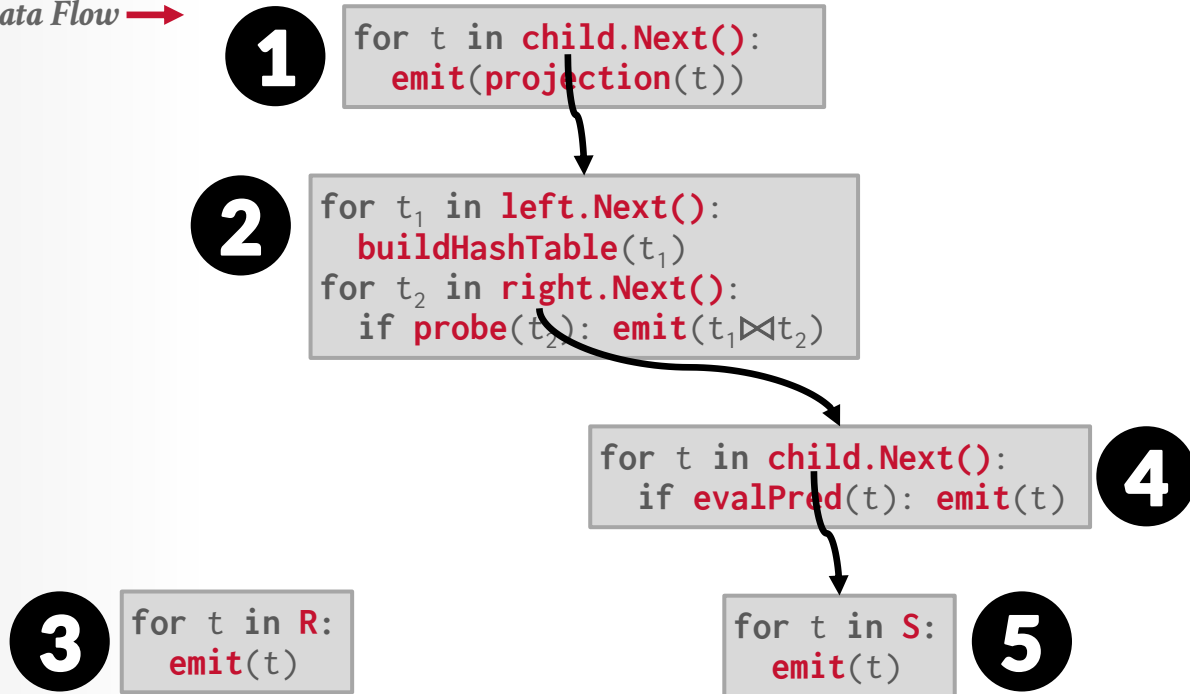 ata Flow
1
for t in child.Next():
emit(projection(t))
2
for t₁ in left.Next():
buildHashTable(t₁)
for t₂ in right.Next():
if probe(t₂): emit(t₁⋈t₂)
for t in child.Next():
if evalPred(t): emit(t)
4
3
for t in R:
emit(t)
for t in S:
emit(t)
5